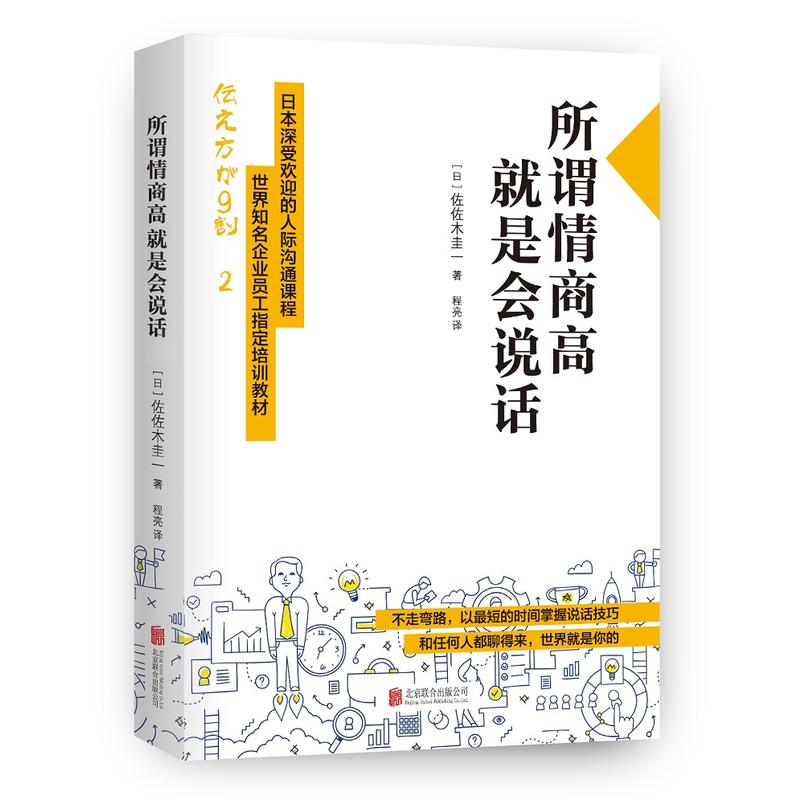 所谓情商高
就是会说话
[日]佐佐木圭一 著
程亮 译
日本深受欢迎的人际沟通课程
世界知名企业员工指定培训教材
伝え方が9割 2
不走弯路，以最短的时间掌握说话技巧
和任何人都聊得来，世界就是你的
北京联合出版公司
Beijing United Publishing Co.,Ltd.
所谓情商高 就是会说话
[日]佐佐木圭一 著
程亮 译
北京联合出版公司